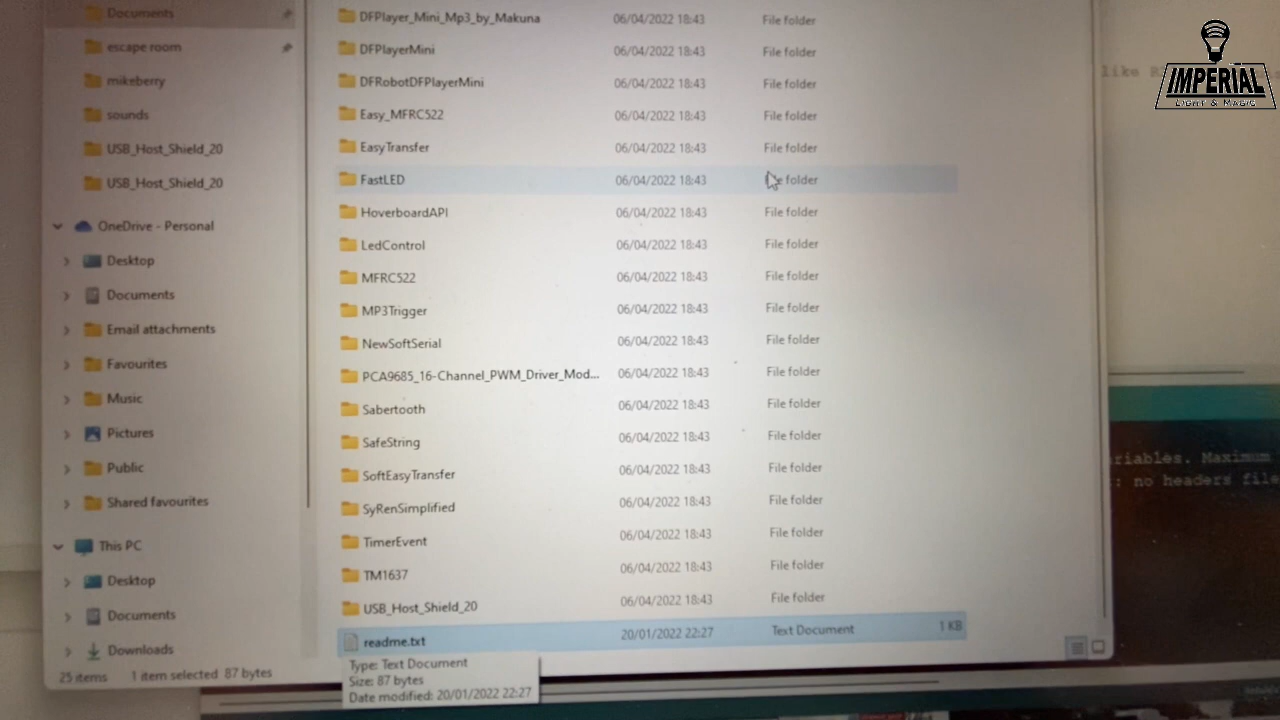 Documents
escape room
mikeberry
sounds
USB_Host_Shield_20
USB_Host_Shield_20
OneDrive - Personal
Desktop
Documents
Email attachments
Favourites
Music
Pictures
Public
Shared favourites
This PC
Desktop
Documents
Downloads
25 items 1 item selected 87 bytes
DFPlayer_Mini_Mp3_by_Makuna 06/04/2022 18:43 File folder
DFPlayerMini 06/04/2022 18:43 File folder
DFRobotDFPlayerMini 06/04/2022 18:43 File folder
Easy_MFRC522 06/04/2022 18:43 File folder
EasyTransfer 06/04/2022 18:43 File folder
FastLED 06/04/2022 18:43 folder
HoverboardAPI 06/04/2022 18:43 File folder
LedControl 06/04/2022 18:43 File folder
MFRC522 06/04/2022 18:43 File folder
MP3Trigger 06/04/2022 18:43 File folder
NewSoftSerial 06/04/2022 18:43 File folder
PCA9685_16-Channel_PWM_Driver_Mod... 06/04/2022 18:43 File folder
Sabertooth 06/04/2022 18:43 File folder
SafeString 06/04/2022 18:43 File folder
SoftEasyTransfer 06/04/2022 18:43 File folder
SyRenSimplified 06/04/2022 18:43 File folder
TimerEvent 06/04/2022 18:43 File folder
TM1637 06/04/2022 18:43 File folder
USB_Host_Shield_20 06/04/2022 18:43 File folder
readme.txt 20/01/2022 22:27 Text Document 1 KB
Type: Text Document
Size: 87 bytes
Date modified: 20/01/2022 22:27
like
IMPERIAL
LIGHT & MAGIC
riables. Maximum
: no headers file